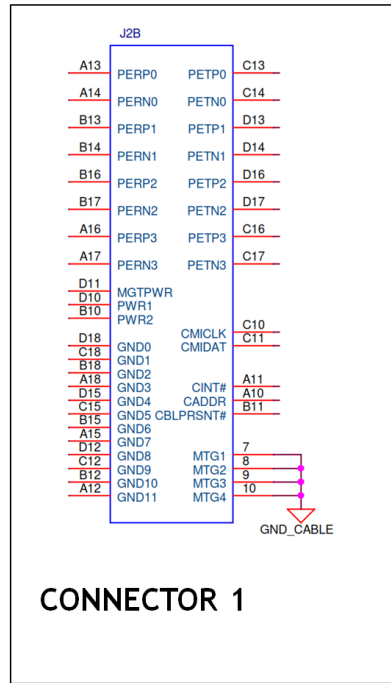 J2B
A13 PERP0 PETP0 C13
A14 PERN0 PETN0 C14
B13 PERP1 PETP1 D13
B14 PERN1 PETN1 D14
B16 PERP2 PETP2 D16
B17 PERN2 PETN2 D17
A16 PERP3 PETP3 C16
A17 PERN3 PETN3 C17
D11 MGTPWR
D10 PWR1
B10 PWR2
CMICLK C10
CMIDAT C11
D18 GND0
C18 GND1
B18 GND2
A18 GND3 CINT# A11
D15 GND4 CADDR A10
C15 GND5 CBLPRSNT# B11
B15 GND6
A15 GND7
D12 GND8 MTG1 7
C12 GND9 MTG2 8
B12 GND10 MTG3 9
A12 GND11 MTG4 10
GND_CABLE
CONNECTOR 1